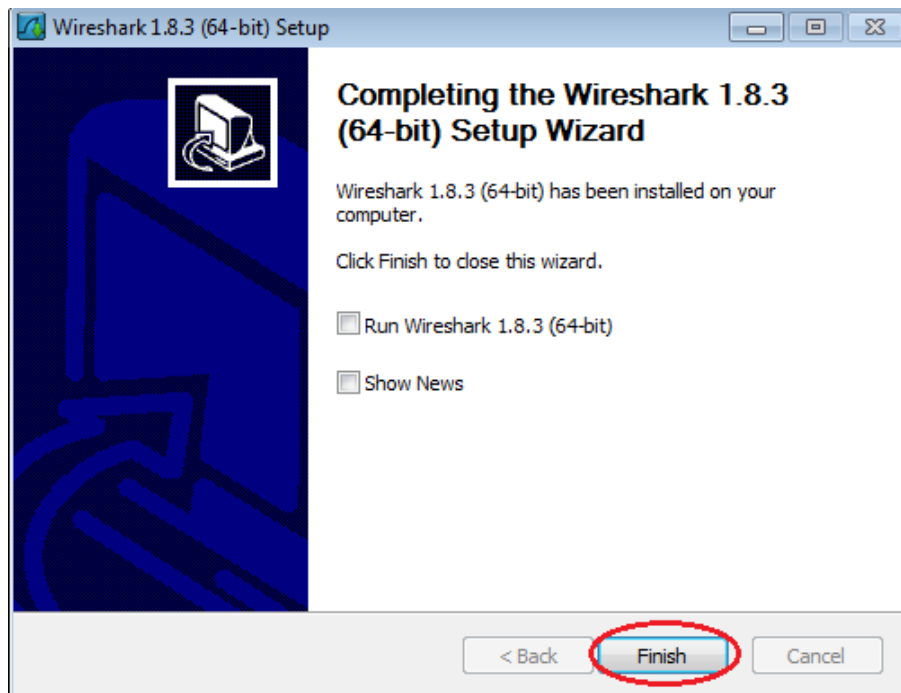 Wireshark 1.8.3 (64-bit) Setup
Completing the Wireshark 1.8.3
(64-bit) Setup Wizard
Wireshark 1.8.3 (64-bit) has been installed on your
computer.
Click Finish to close this wizard.
Run Wireshark 1.8.3 (64-bit)
Show News
< Back Finish Cancel